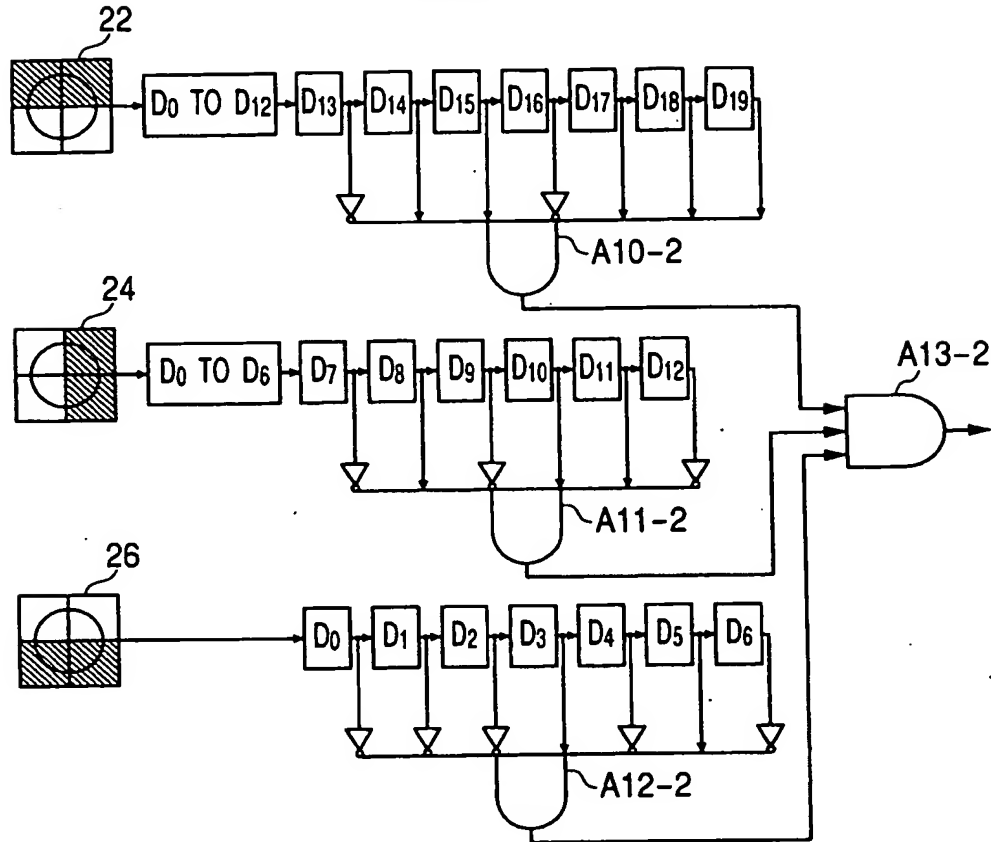 22
D0 TO D12 D13 D14 D15 D16 D17 D18 D19
A10-2
24
D0 TO D6 D7 D8 D9 D10 D11 D12
A13-2
A11-2
26
D0 D1 D2 D3 D4 D5 D6
A12-2